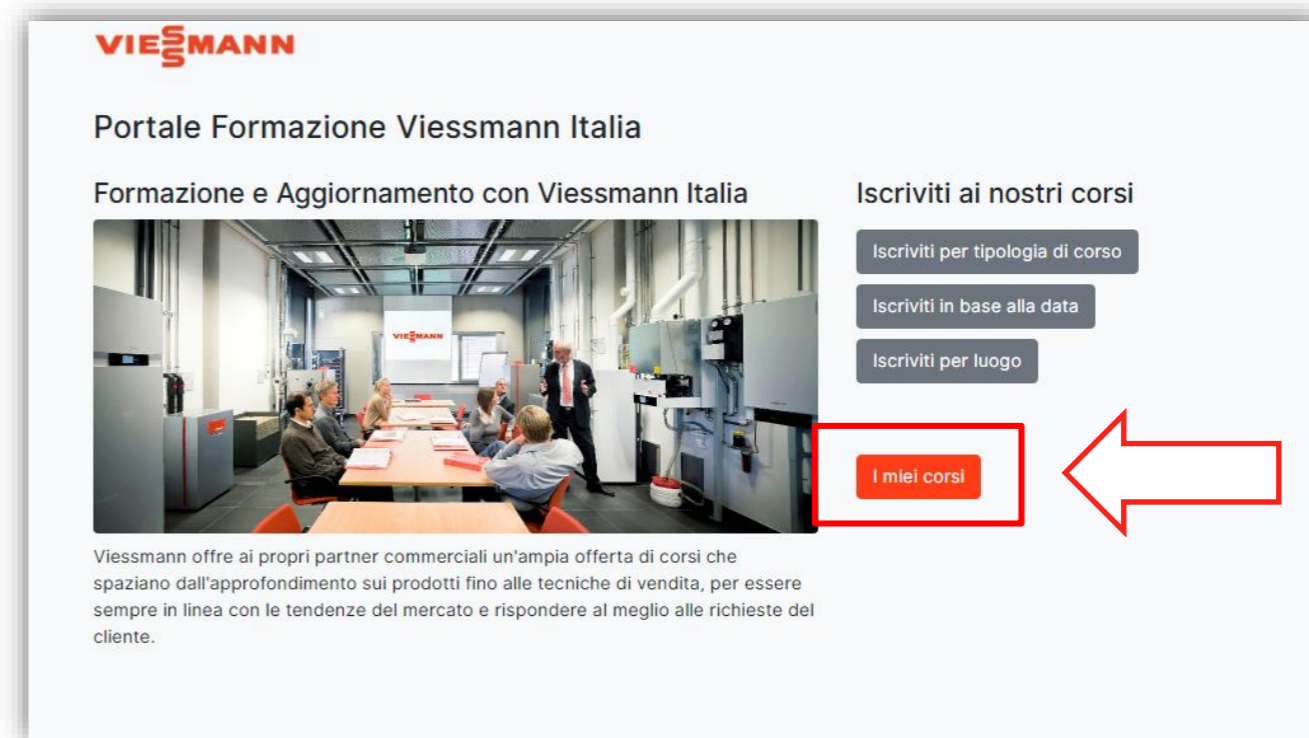 VIESSMANN
Portale Formazione Viessmann Italia
Formazione e Aggiornamento con Viessmann Italia
VIESSMANN
Viessmann offre ai propri partner commerciali un'ampia offerta di corsi che
spaziano dall'approfondimento sui prodotti fino alle tecniche di vendita, per essere
sempre in linea con le tendenze del mercato e rispondere al meglio alle richieste del
cliente.
Iscriviti ai nostri corsi
Iscriviti per tipologia di corso
Iscriviti in base alla data
Iscriviti per luogo
I miei corsi